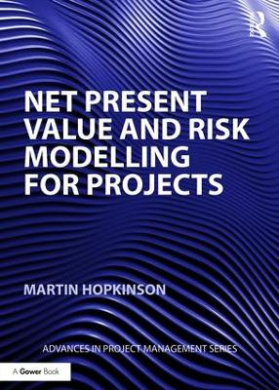 NET PRESENT
VALUE AND RISK
MODELLING
FOR PROJECTS
MARTIN HOPKINSON
ADVANCES IN PROJECT MANAGEMENT SERIES
A Gower Book